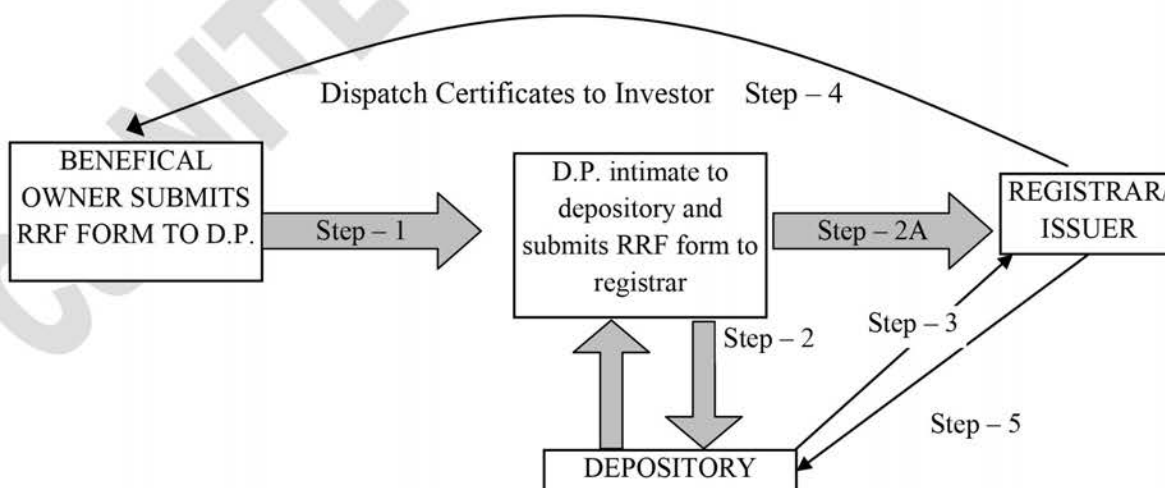 Dispatch Certificates to Investor Step – 4
BENEFICAL
OWNER SUBMITS
RRF FORM TO D.P.
Step – 1
D.P. intimate to
depository and
submits RRF form to
registrar
Step – 2A
REGISTRARA/
ISSUER
Step – 2
Step – 3
Step – 5
DEPOSITORY